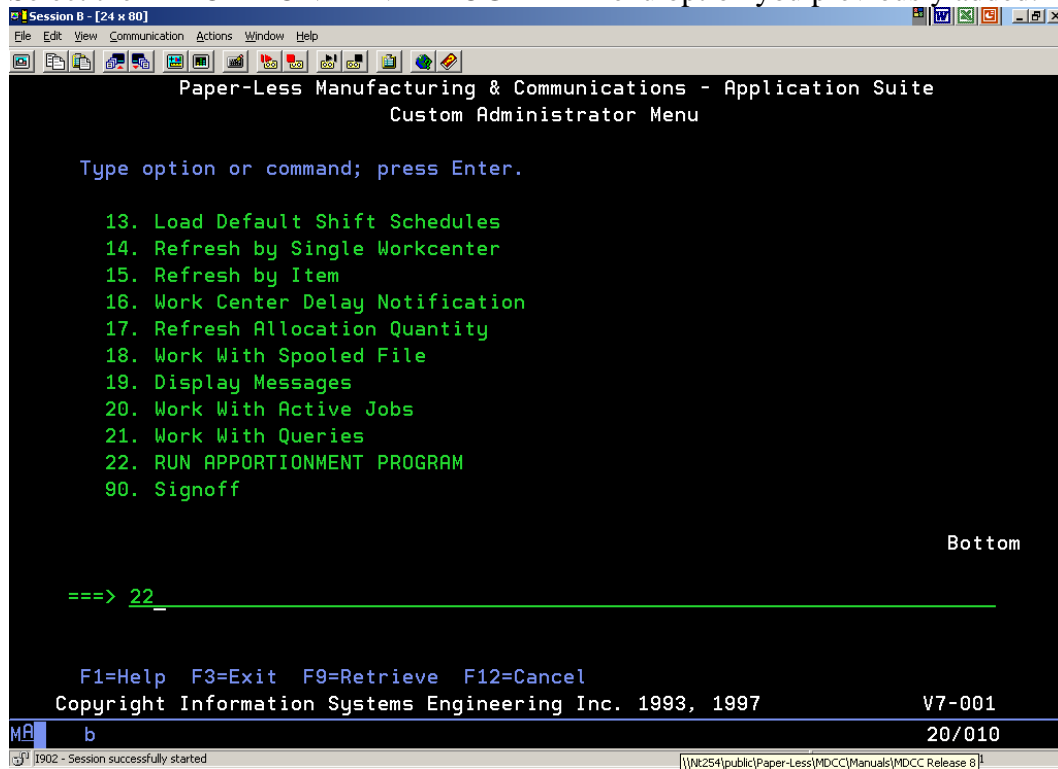 Session B - [24 x 80]
File Edit View Communication Actions Window Help
Paper-Less Manufacturing & Communications - Application Suite
Custom Administrator Menu
Type option or command; press Enter.
13. Load Default Shift Schedules
14. Refresh by Single Workcenter
15. Refresh by Item
16. Work Center Delay Notification
17. Refresh Allocation Quantity
18. Work With Spooled File
19. Display Messages
20. Work With Active Jobs
21. Work With Queries
22. RUN APPORTIONMENT PROGRAM
90. Signoff
Bottom
===> 22
F1=Help F3=Exit F9=Retrieve F12=Cancel
Copyright Information Systems Engineering Inc. 1993, 1997 V7-001
MA b 20/010
I902 - Session successfully started \\Nt254\public\Paper-Less\MDCC\Manuals\MDCC Release 8